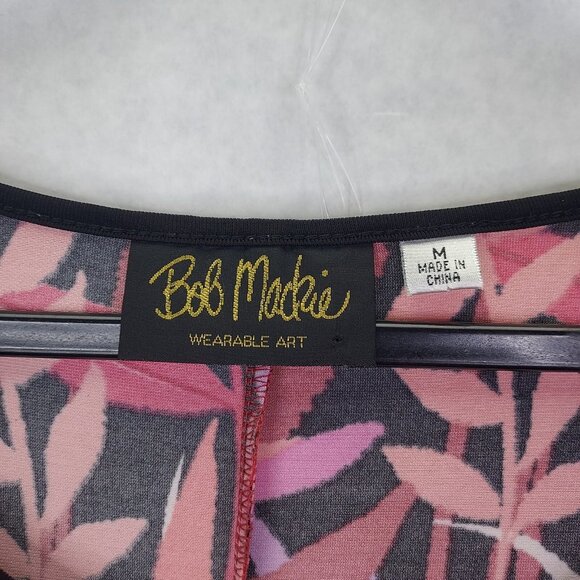 Bob Mackie
WEARABLE ART
M
MADE IN
CHINA